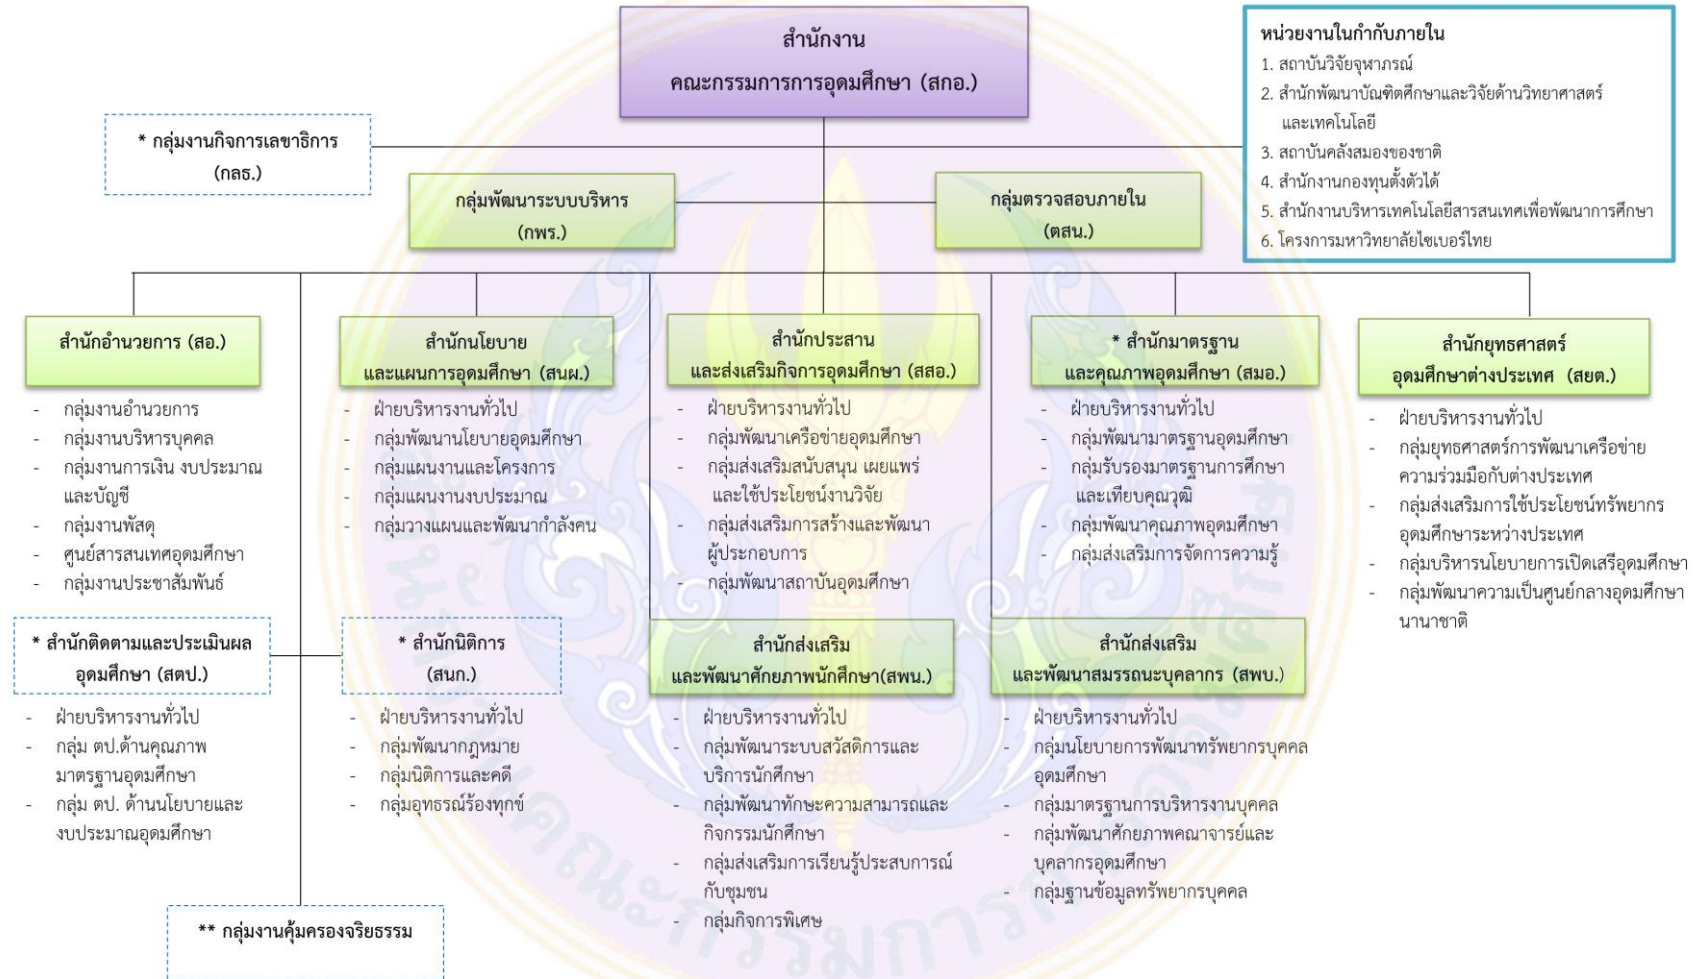 สำนักงาน
คณะกรรมการการอุดมศึกษา (สกอ.)
หน่วยงานในกำกับภายใน
1. สถาบันวิจัยจุฬาภรณ์
2. สำนักพัฒนาบัณฑิตศึกษาและวิจัยด้านวิทยาศาสตร์
และเทคโนโลยี
3. สถาบันคลังสมองของชาติ
4. สำนักงานกองทุนตั้งตัวได้
5. สำนักงานบริหารเทคโนโลยีสารสนเทศเพื่อพัฒนาการศึกษา
6. โครงการมหาวิทยาลัยไซเบอร์ไทย
* กลุ่มงานกิจการเลขาธิการ
(กลธ.)
กลุ่มพัฒนาระบบบริหาร
(กพร.)
กลุ่มตรวจสอบภายใน
(ตสน.)
สำนักอำนวยการ (สอ.)
- กลุ่มงานอำนวยการ
- กลุ่มงานบริหารบุคคล
- กลุ่มงานการเงิน งบประมาณ
และบัญชี
- กลุ่มงานพัสดุ
- ศูนย์สารสนเทศอุดมศึกษา
- กลุ่มงานประชาสัมพันธ์
สำนักนโยบาย
และแผนการอุดมศึกษา (สนผ.)
- ฝ่ายบริหารงานทั่วไป
- กลุ่มพัฒนานโยบายอุดมศึกษา
- กลุ่มแผนงานและโครงการ
- กลุ่มแผนงานงบประมาณ
- กลุ่มวางแผนและพัฒนากำลังคน
สำนักประสาน
และส่งเสริมกิจการอุดมศึกษา (สสอ.)
- ฝ่ายบริหารงานทั่วไป
- กลุ่มพัฒนาเครือข่ายอุดมศึกษา
- กลุ่มส่งเสริมสนับสนุน เผยแพร่
และใช้ประโยชน์งานวิจัย
- กลุ่มส่งเสริมการสร้างและพัฒนา
ผู้ประกอบการ
- กลุ่มพัฒนาสถาบันอุดมศึกษา
* สำนักมาตรฐาน
และคุณภาพอุดมศึกษา (สมอ.)
- ฝ่ายบริหารงานทั่วไป
- กลุ่มพัฒนามาตรฐานอุดมศึกษา
- กลุ่มรับรองมาตรฐานการศึกษา
และเทียบคุณวุฒิ
- กลุ่มพัฒนาคุณภาพอุดมศึกษา
- กลุ่มส่งเสริมการจัดการความรู้
สำนักยุทธศาสตร์
อุดมศึกษาต่างประเทศ (สยต.)
- ฝ่ายบริหารงานทั่วไป
- กลุ่มยุทธศาสตร์การพัฒนาเครือข่าย
ความร่วมมือกับต่างประเทศ
- กลุ่มส่งเสริมการใช้ประโยชน์ทรัพยากร
อุดมศึกษาระหว่างประเทศ
- กลุ่มบริหารนโยบายการเปิดเสรีอุดมศึกษา
- กลุ่มพัฒนาความเป็นศูนย์กลางอุดมศึกษา
นานาชาติ
* สำนักติดตามและประเมินผล
อุดมศึกษา (สตป.)
- ฝ่ายบริหารงานทั่วไป
- กลุ่ม ตป.ด้านคุณภาพ
มาตรฐานอุดมศึกษา
- กลุ่ม ตป. ด้านนโยบายและ
งบประมาณอุดมศึกษา
* สำนักนิติการ
(สนก.)
- ฝ่ายบริหารงานทั่วไป
- กลุ่มพัฒนากฎหมาย
- กลุ่มนิติการและคดี
- กลุ่มอุทธรณ์ร้องทุกข์
สำนักส่งเสริม
และพัฒนาศักยภาพนักศึกษา(สพน.)
- ฝ่ายบริหารงานทั่วไป
- กลุ่มพัฒนาระบบสวัสดิการและ
บริการนักศึกษา
- กลุ่มพัฒนาทักษะความสามารถและ
กิจกรรมนักศึกษา
- กลุ่มส่งเสริมการเรียนรู้ประสบการณ์
กับชุมชน
- กลุ่มกิจการพิเศษ
สำนักส่งเสริม
และพัฒนาสมรรถนะบุคลากร (สพบ.)
- ฝ่ายบริหารงานทั่วไป
- กลุ่มนโยบายการพัฒนาทรัพยากรบุคคล
อุดมศึกษา
- กลุ่มมาตรฐานการบริหารงานบุคคล
- กลุ่มพัฒนาศักยภาพคณาจารย์และ
บุคลากรอุดมศึกษา
- กลุ่มฐานข้อมูลทรัพยากรบุคคล
** กลุ่มงานคุ้มครองจริยธรรม